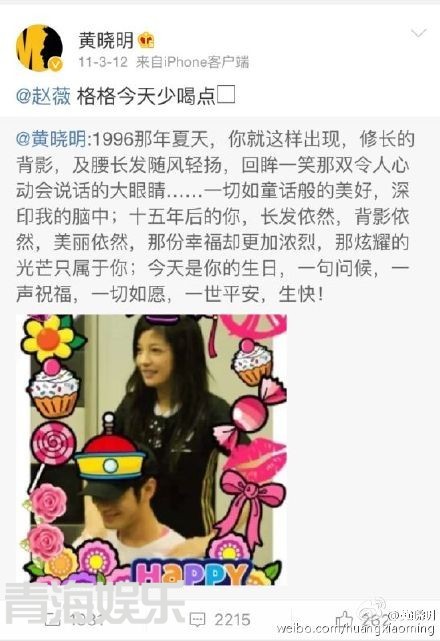 黄晓明
11-3-12 来自iPhone客户端
@赵薇 格格今天少喝点
@黄晓明:1996那年夏天，你就这样出现，修长的
背影，及腰长发随风轻扬，回眸一笑那双令人心
动会说话的大眼睛……一切如童话般的美好，深
印我的脑中；十五年后的你，长发依然，背影依
然，美丽依然，那份幸福却更加浓烈，那炫耀的
光芒只属于你；今天是你的生日，一句问候，一
声祝福，一切如愿，一世平安，生快！
HAPPY
青海娱乐
2215
weibo.com/huangxiaoming